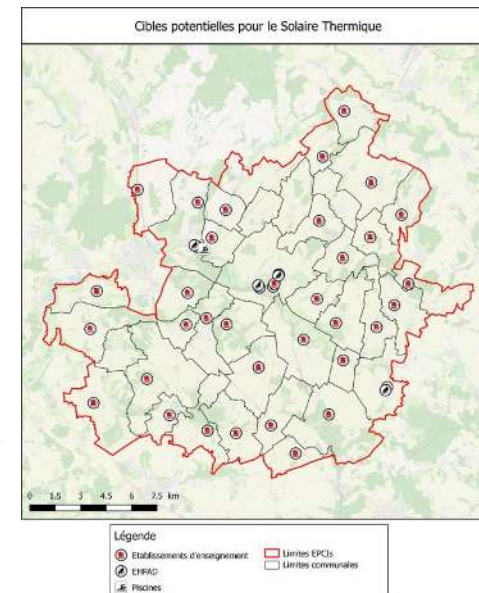 Cibles potentielles pour le Solaire Thermique
0 1.5 3 4.5 6 7.5 km
Légende
Etablissements d'enseignement
EHPAD
Piscines
Limites EPCIs
Limites communales